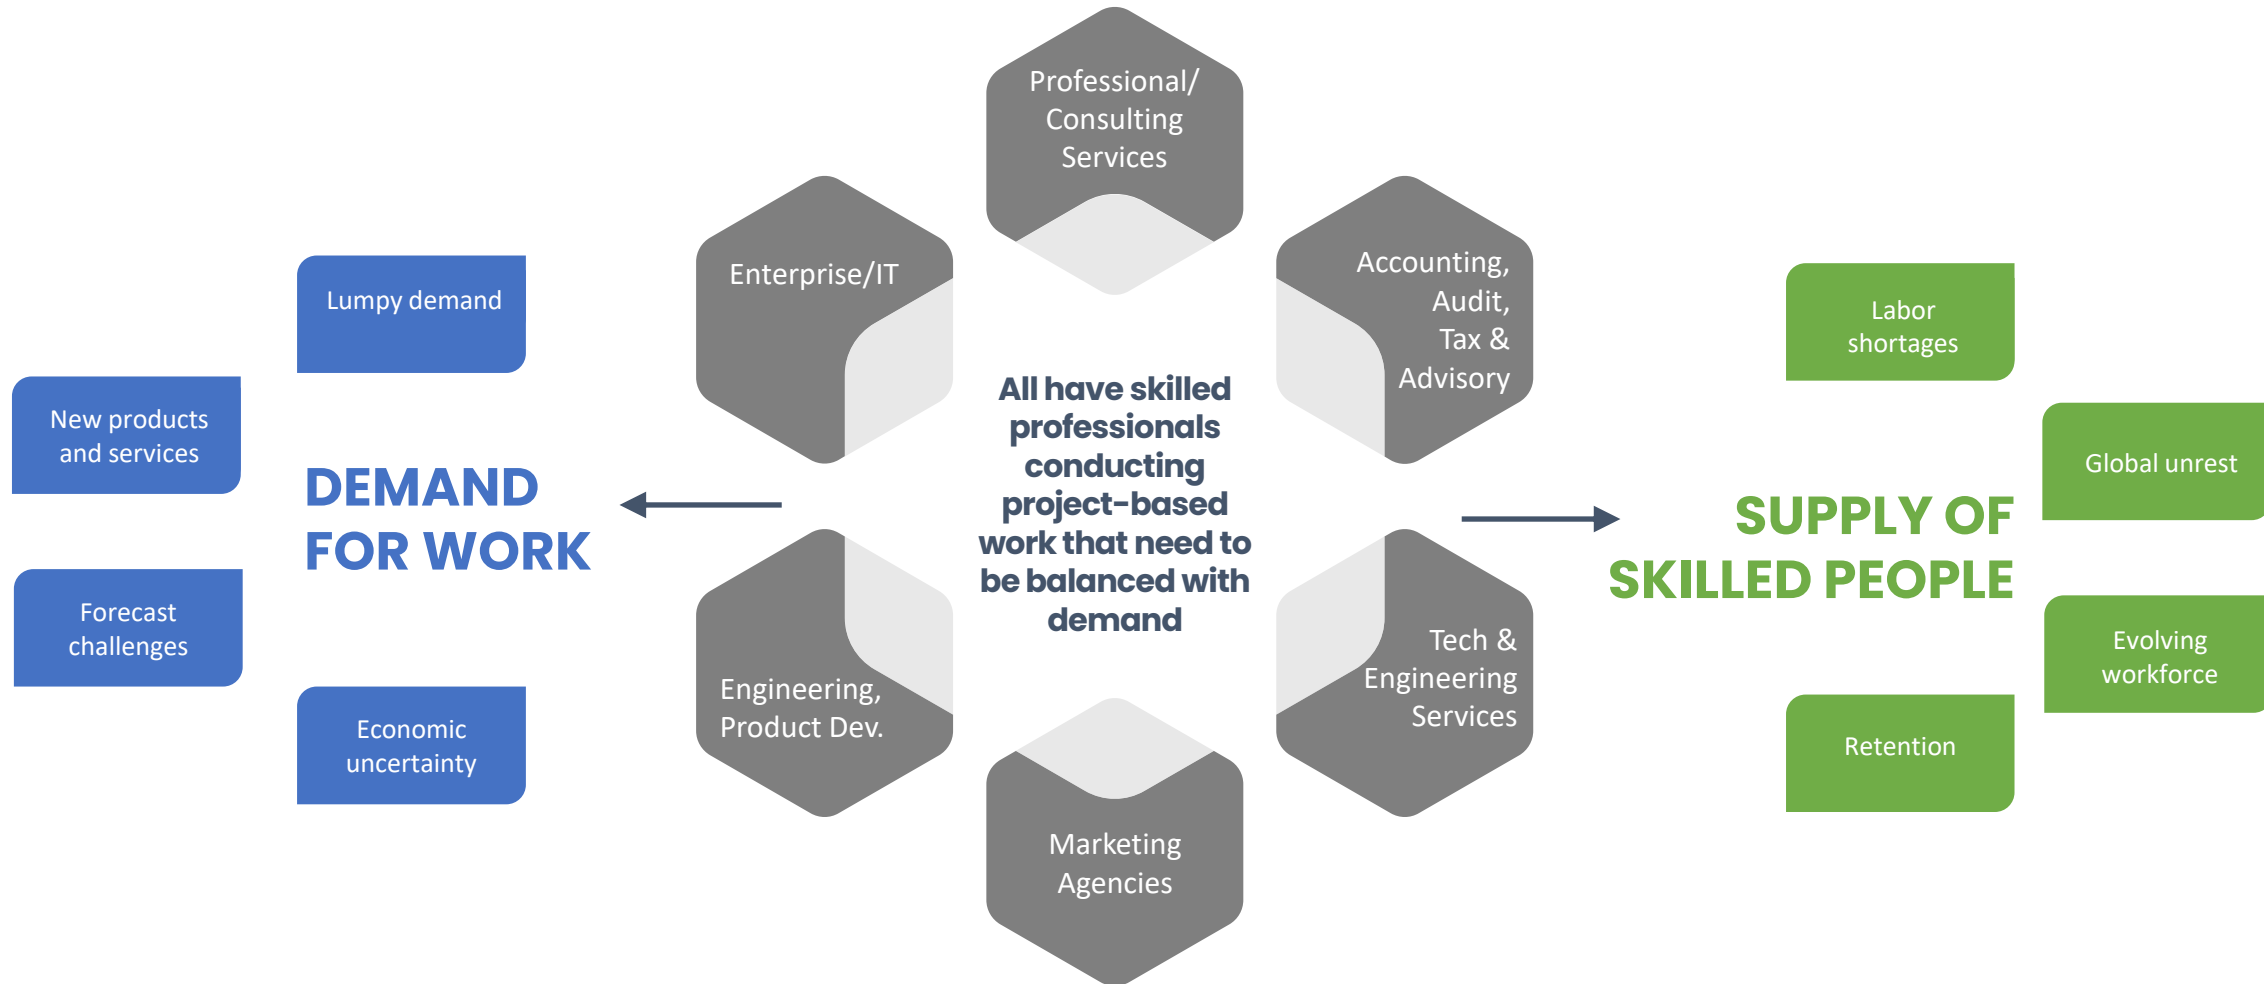 Lumpy demand
New products
and services
DEMAND
FOR WORK
Forecast
challenges
Economic
uncertainty
Professional/
Consulting
Services
Enterprise/IT
Accounting,
Audit,
Tax &
Advisory
All have skilled
professionals
conducting
project-based
work that need to
be balanced with
demand
Engineering,
Product Dev.
Tech &
Engineering
Services
Marketing
Agencies
Labor
shortages
Global unrest
SUPPLY OF
SKILLED PEOPLE
Evolving
workforce
Retention